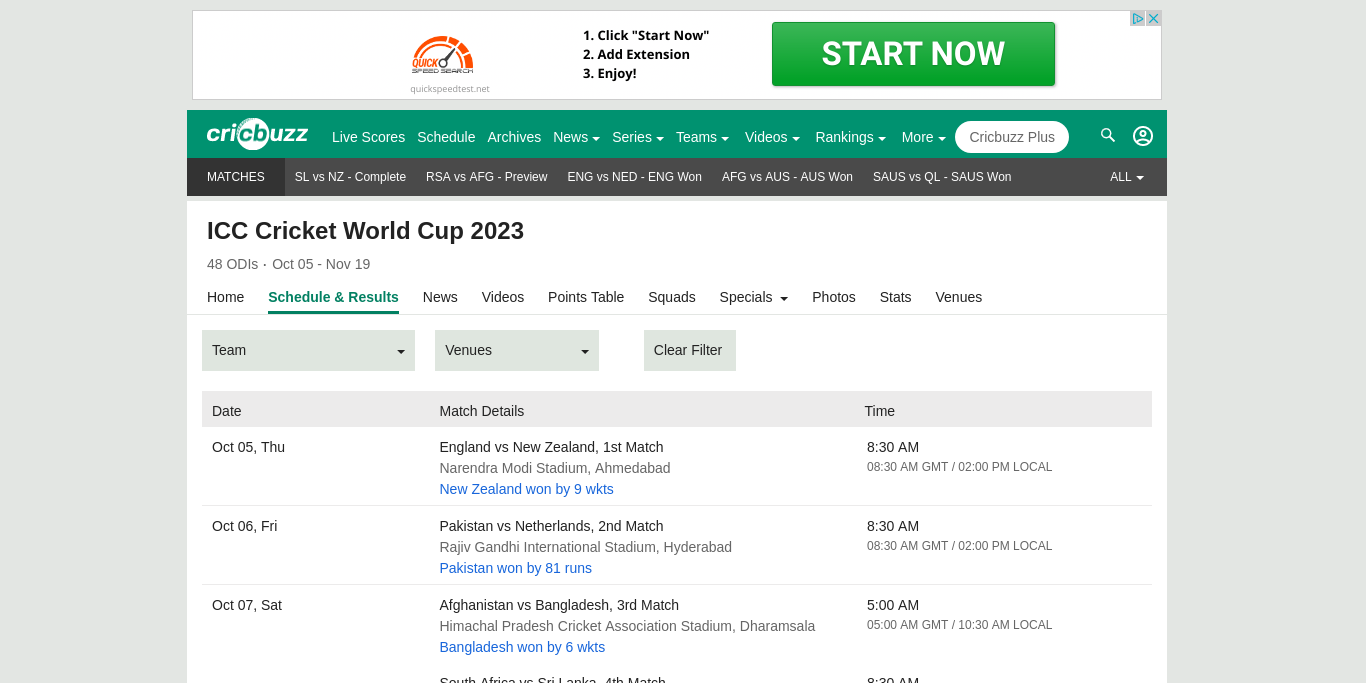 1. Click "Start Now"
2. Add Extension
3. Enjoy!
QUICK
SPEED SEARCH
quickspeedtest.net
START NOW
cricbuzz
Live Scores Schedule Archives News Series Teams Videos Rankings More Cricbuzz Plus
MATCHES SL vs NZ - Complete RSA vs AFG - Preview ENG vs NED - ENG Won AFG vs AUS - AUS Won SAUS vs QL - SAUS Won ALL
ICC Cricket World Cup 2023
48 ODIs · Oct 05 - Nov 19
Home Schedule & Results News Videos Points Table Squads Specials Photos Stats Venues
Team Venues Clear Filter
Date Match Details Time
Oct 05, Thu England vs New Zealand, 1st Match 8:30 AM
Narendra Modi Stadium, Ahmedabad 08:30 AM GMT / 02:00 PM LOCAL
New Zealand won by 9 wkts
Oct 06, Fri Pakistan vs Netherlands, 2nd Match 8:30 AM
Rajiv Gandhi International Stadium, Hyderabad 08:30 AM GMT / 02:00 PM LOCAL
Pakistan won by 81 runs
Oct 07, Sat Afghanistan vs Bangladesh, 3rd Match 5:00 AM
Himachal Pradesh Cricket Association Stadium, Dharamsala 05:00 AM GMT / 10:30 AM LOCAL
Bangladesh won by 6 wkts
South Africa vs Sri Lanka, 4th Match 8:30 AM